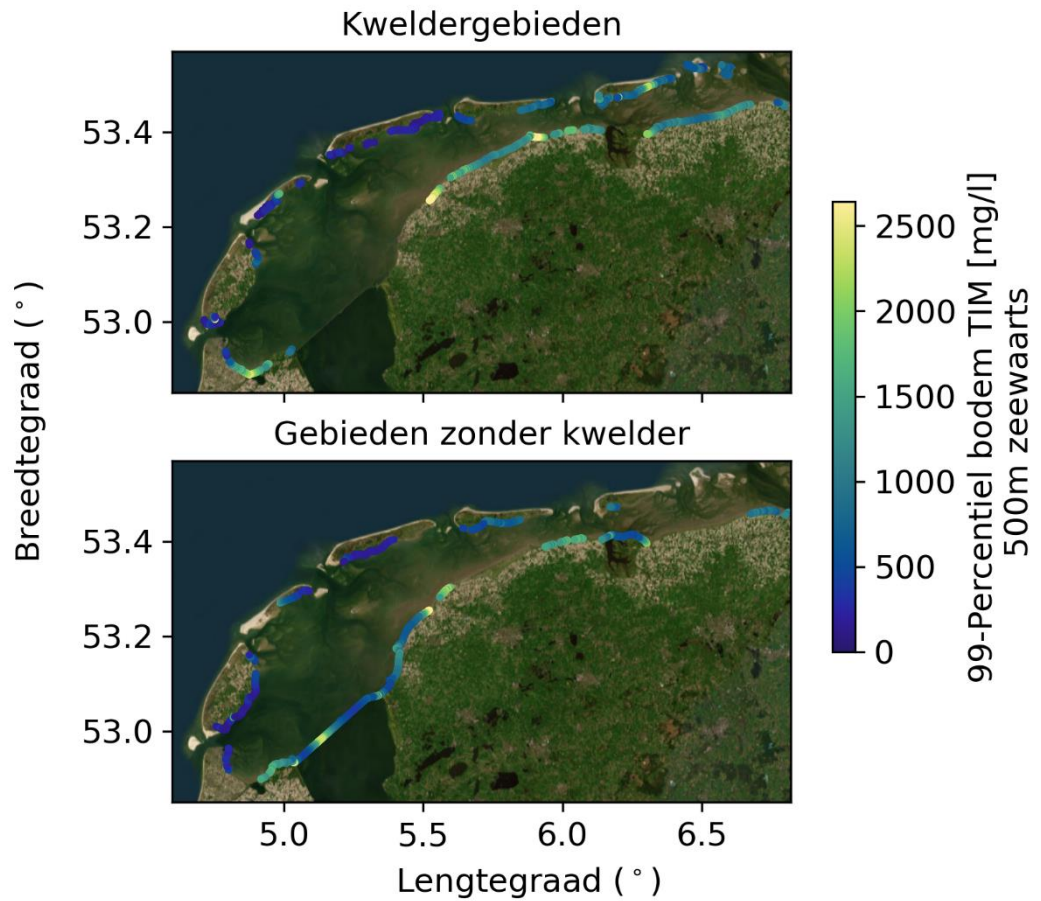 Kweldergebieden
53.4
53.2
53.0
Gebieden zonder kwelder
53.4
53.2
53.0
5.0 5.5 6.0 6.5
Lengtegraad (°)
Breedtegraad (°)
2500
2000
1500
1000
500
0
99-Percentiel bodem TIM [mg/l]
500m zeewaarts